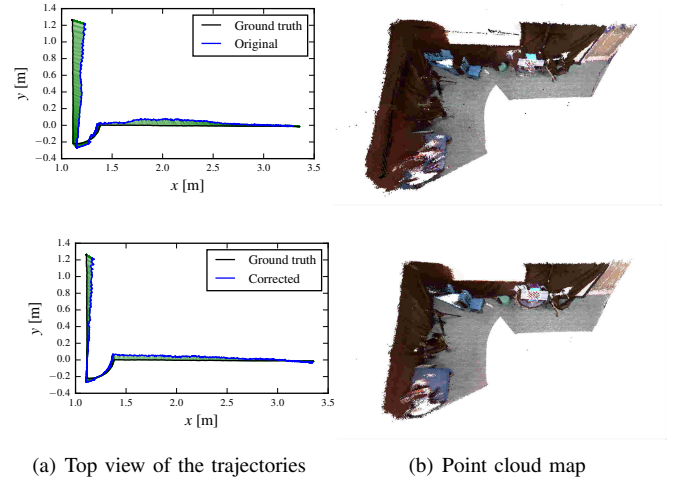 1.4
1.2
1.0
0.8
0.6
0.4
0.2
0.0
−0.2
−0.4
y [m]
Ground truth
Original
1.0 1.5 2.0 2.5 3.0 3.5
x [m]
1.4
1.2
1.0
0.8
0.6
0.4
0.2
0.0
−0.2
−0.4
y [m]
Ground truth
Corrected
1.0 1.5 2.0 2.5 3.0 3.5
x [m]
(a) Top view of the trajectories
(b) Point cloud map